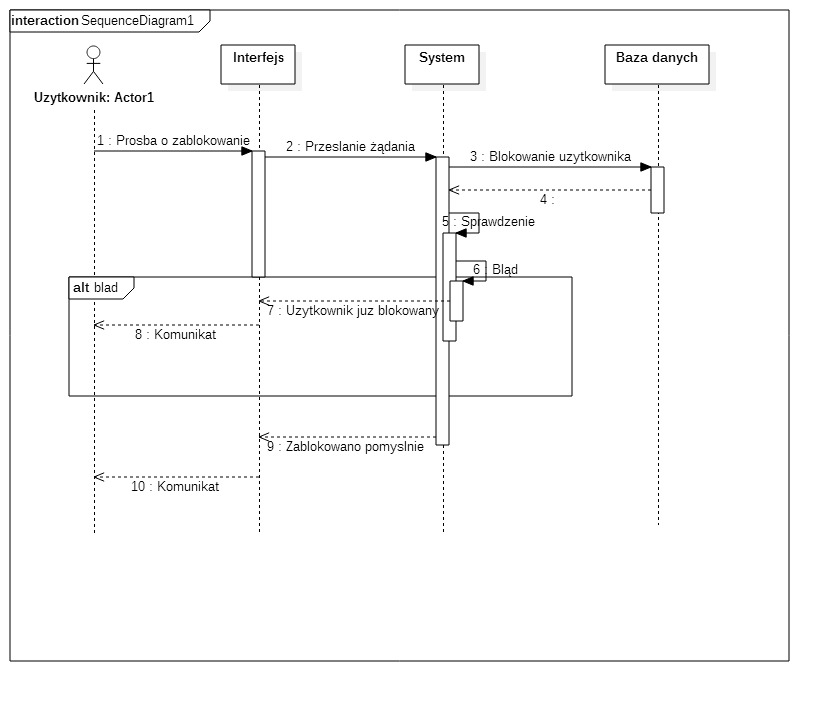 interaction SequenceDiagram1
Interfejs
System
Baza danych
Uzytkownik: Actor1
1 : Prosba o zablokowanie
2 : Przeslanie żądania
3 : Blokowanie uzytkownika
4 :
5 : Sprawdzenie
6 : Błąd
alt blad
7 : Uzytkownik juz blokowany
8 : Komunikat
9 : Zablokowano pomyslnie
10 : Komunikat